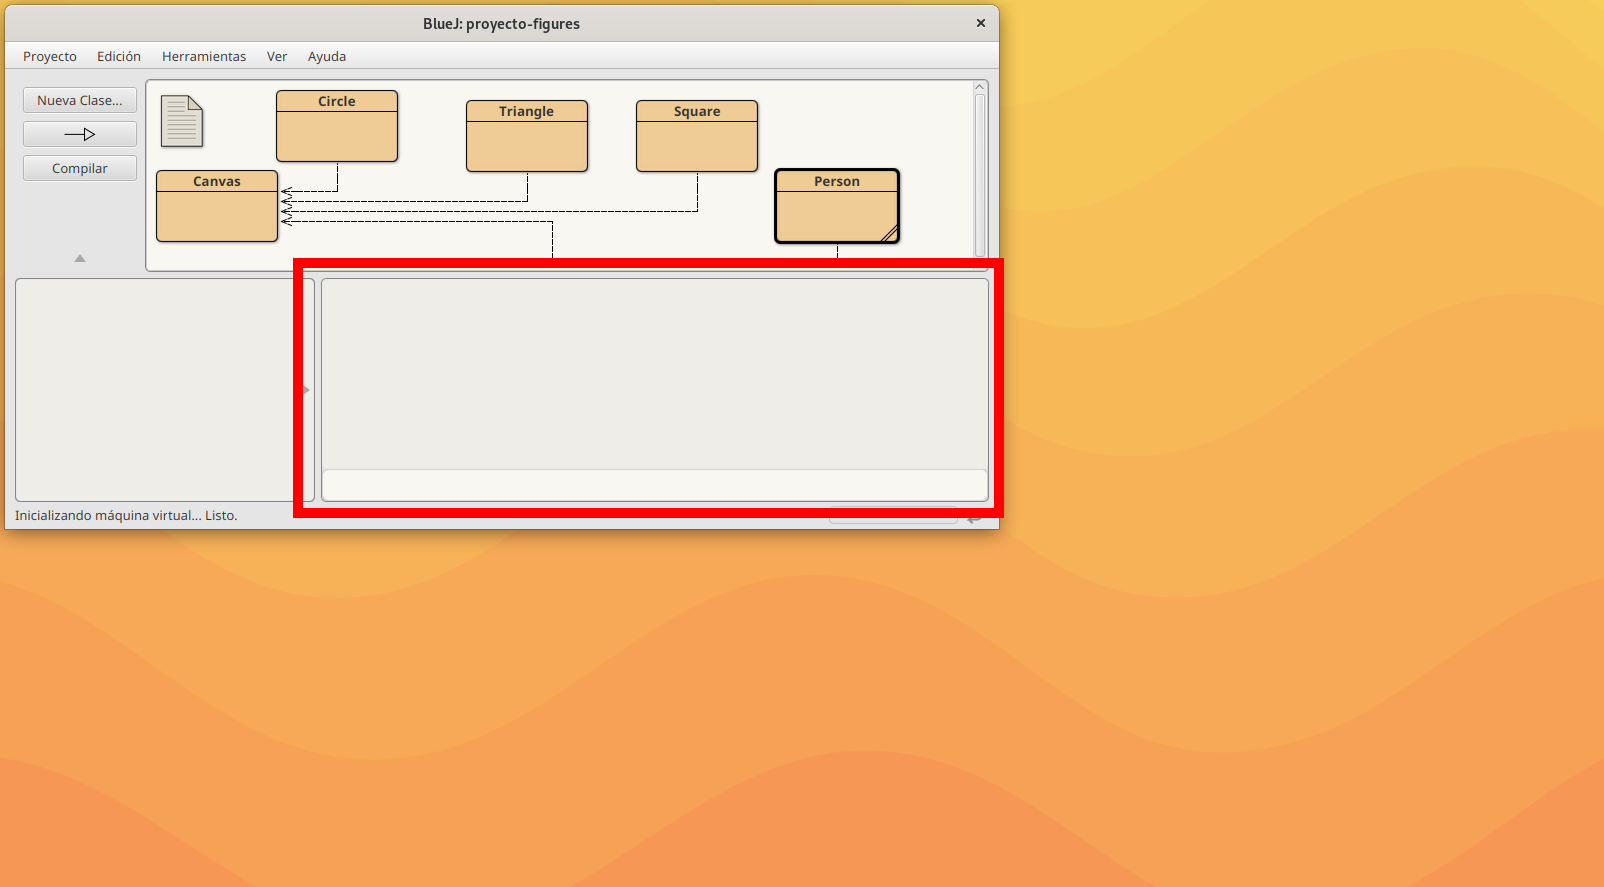 BlueJ: proyecto-figures
Proyecto Edición Herramientas Ver Ayuda
Nueva Clase...
Compilar
Circle
Triangle
Square
Canvas
Person
Inicializando máquina virtual... Listo.